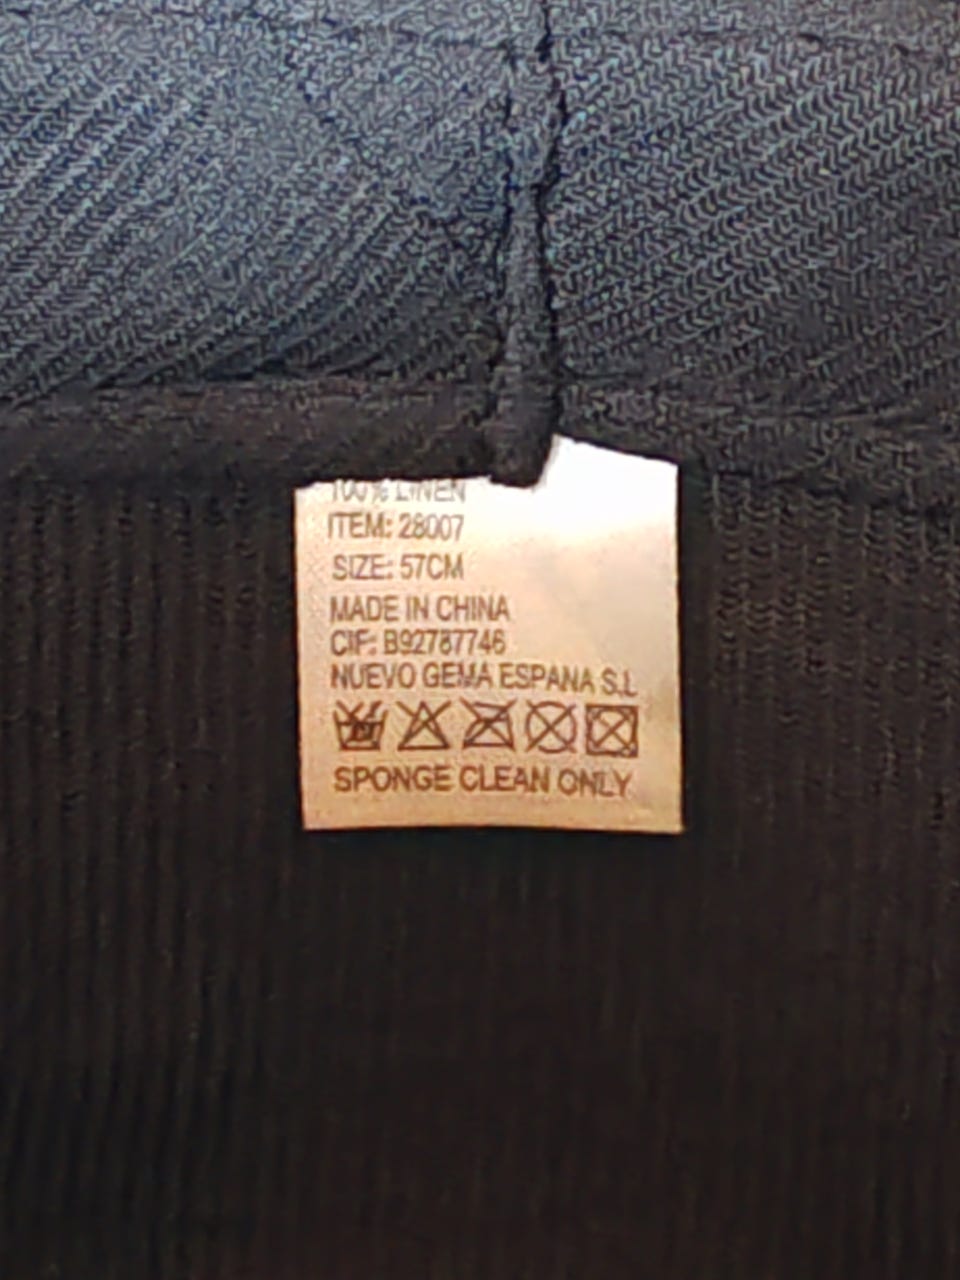 100% LINEN
ITEM: 28007
SIZE: 57CM
MADE IN CHINA
CIF: B92787746
NUEVO GEMA ESPANA S.L
SPONGE CLEAN ONLY